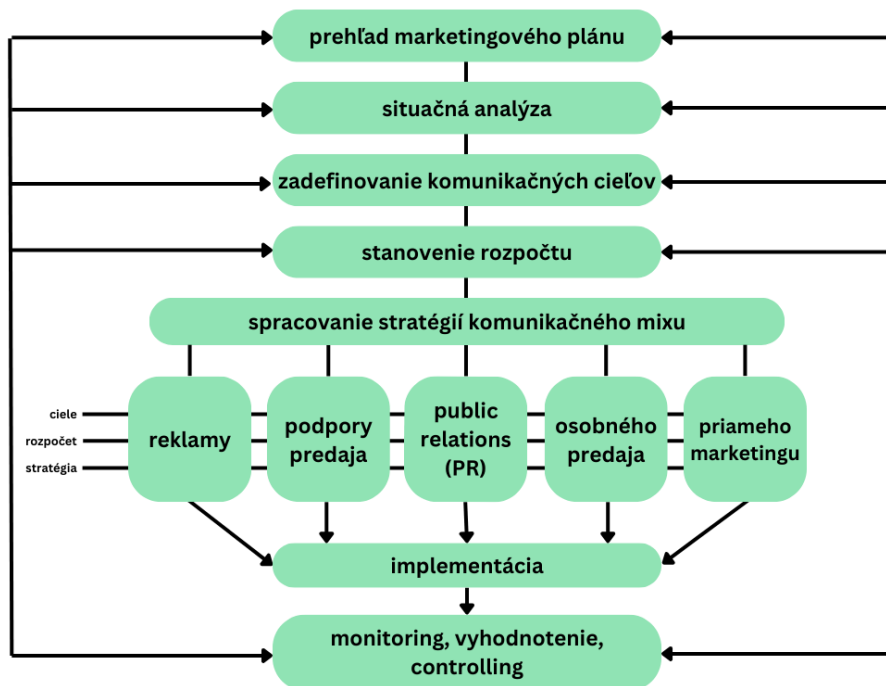 prehľad marketingového plánu
situačná analýza
zadefinovanie komunikačných cieľov
stanovenie rozpočtu
spracovanie stratégií komunikačného mixu
ciele
rozpočet
stratégia
reklamy
podpory
predaja
public
relations
(PR)
osobného
predaja
priameho
marketingu
implementácia
monitoring, vyhodnotenie,
controlling